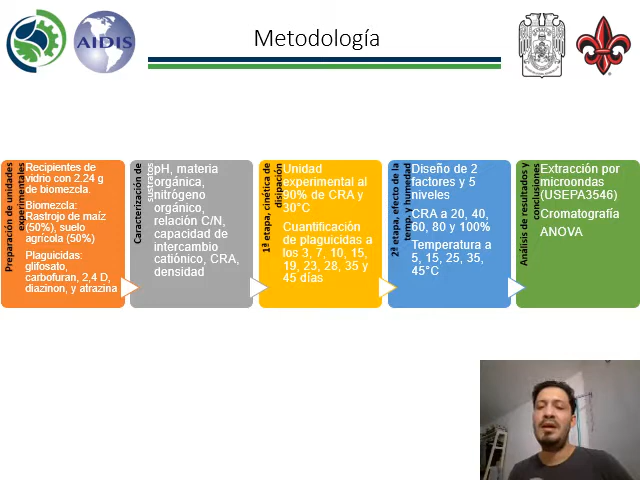 AIDIS
Metodología
Preparación de unidades
experimentales
Recipientes de
vidrio con 2.24 g
de biomezcla.
Biomezcla:
Rastrojo de maíz
(50%), suelo
agrícola (50%)
Plaguicidas:
glifosato,
carbofuran, 2,4 D,
diazinon, y atrazina
Caracterización de
sustratos
pH, materia
orgánica,
nitrógeno
orgánico,
relación C/N,
capacidad de
intercambio
catiónico, CRA,
densidad
1ª etapa, cinética de
disipación
Unidad
experimental al
90% de CRA y
30°C
Cuantificación
de plaguicidas a
los 3, 7, 10, 15,
19, 23, 28, 35 y
45 días
2ª etapa, efecto de la
temp. y humedad
Diseño de 2
factores y 5
niveles
CRA a 20, 40,
60, 80 y 100%
Temperatura a
5, 15, 25, 35,
45°C
Análisis de resultados y
conclusiones
Extracción por
microondas
(USEPA3546)
Cromatografía
ANOVA